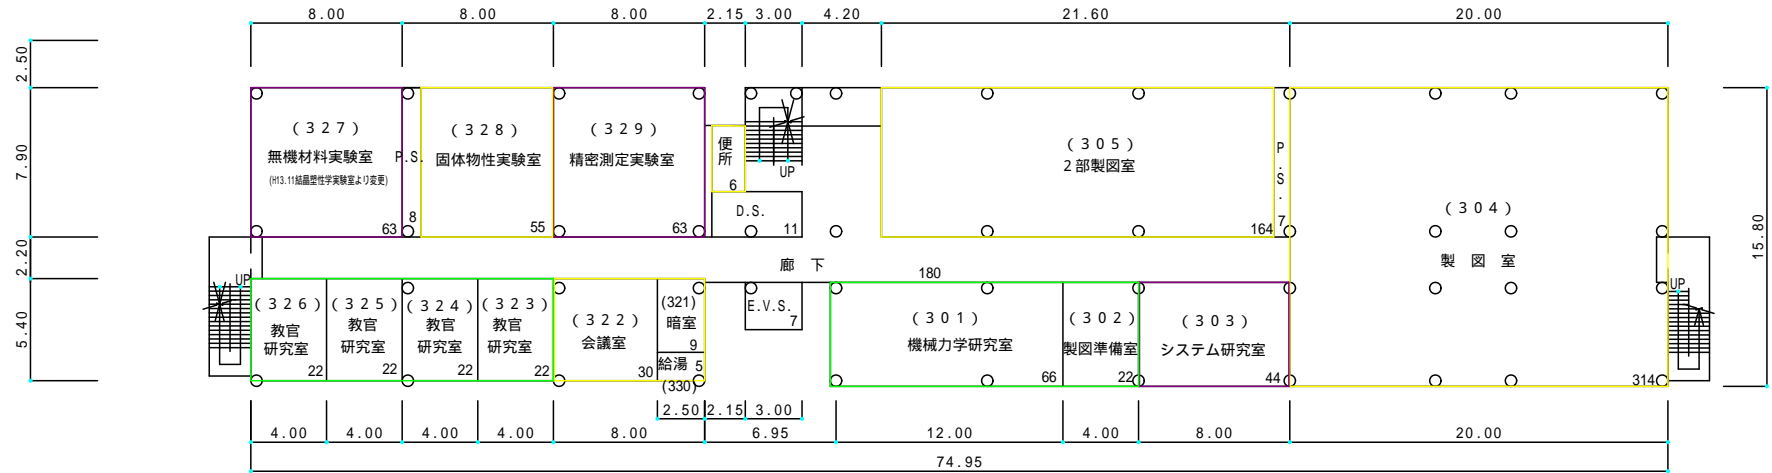 8.00 8.00 8.00 2.15 3.00 4.20 21.60 20.00
2.50
7.90
2.20
5.40
15.80
(327)
無機材料実験室
(H13.11結晶塑性学実験室より変更)
63
P.S.
8
(328)
固体物性実験室
55
(329)
精密測定実験室
63
便所
6
UP
D.S.
11
(305)
2部製図室
164
P.S.
7
(304)
製図室
314
廊下
180
UP
(326)
教官
研究室
22
(325)
教官
研究室
22
(324)
教官
研究室
22
(323)
教官
研究室
22
(322)
会議室
30
(321)
暗室
9
給湯 5
(330)
E.V.S.
7
(301)
機械力学研究室
66
(302)
製図準備室
22
(303)
システム研究室
44
UP
2.50 2.15 3.00
4.00 4.00 4.00 4.00 8.00 6.95 12.00 4.00 8.00 20.00
74.95